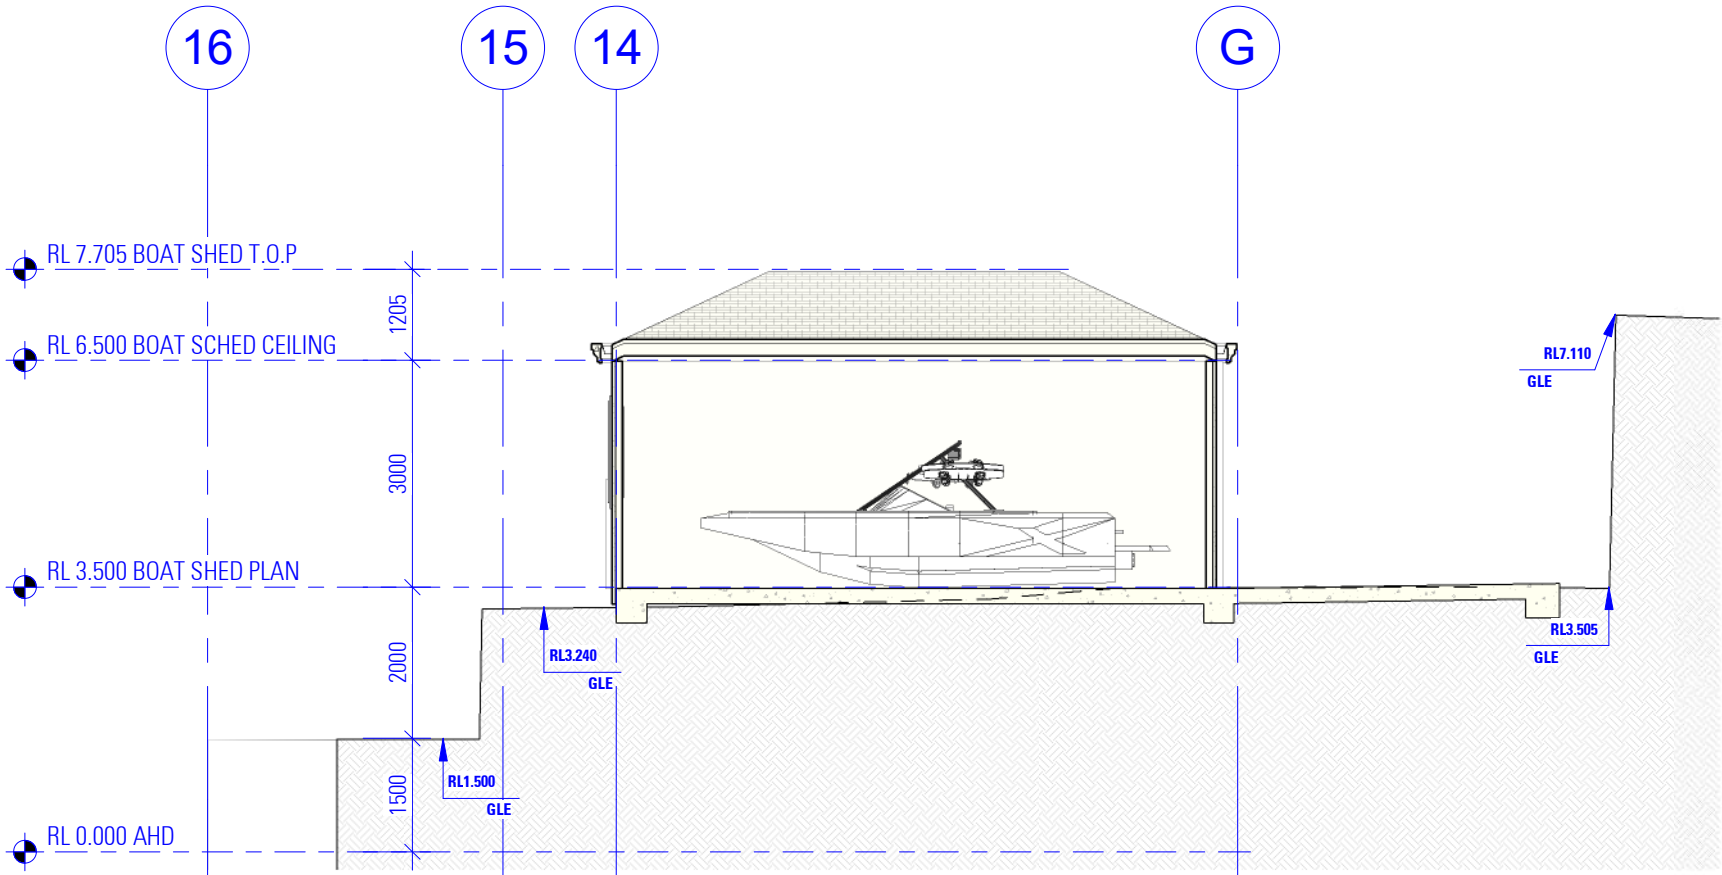 16
15
14
G
RL 7.705 BOAT SHED T.O.P
1205
RL 6.500 BOAT SCHED CEILING
RL7.110
GLE
3000
RL 3.500 BOAT SHED PLAN
RL3.505
GLE
RL3.240
GLE
2000
RL1.500
GLE
1500
RL 0.000 AHD